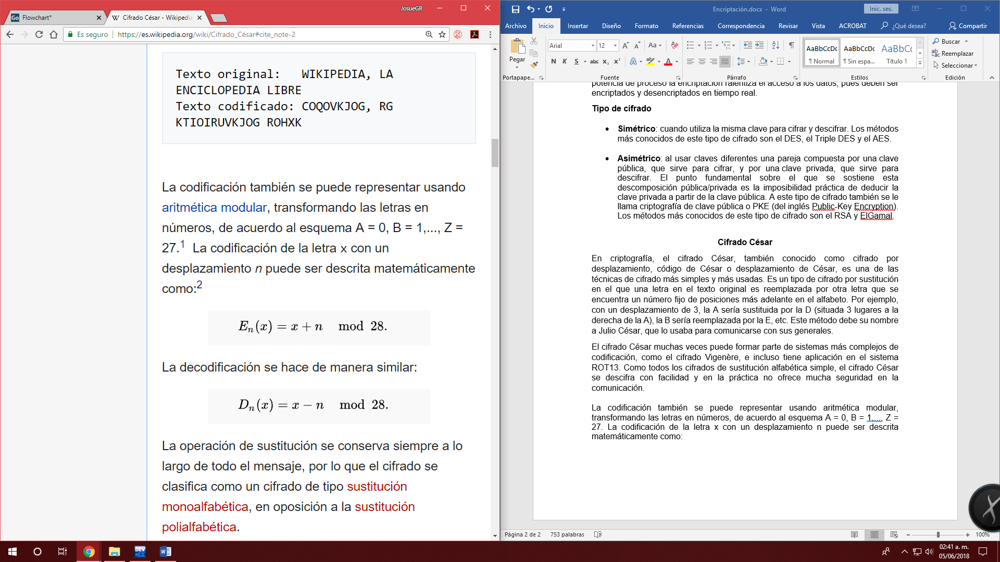 JosueGR
Flowchart*
Cifrado César - Wikipedia
Es seguro
https://es.wikipedia.org/wiki/Cifrado_César#cite_note-2
Texto original:   WIKIPEDIA, LA
ENCICLOPEDIA LIBRE
Texto codificado: COQOVKJOG, RG
KTIOIRUVKJOG ROHXK
La codificación también se puede representar usando
aritmética modular, transformando las letras en
números, de acuerdo al esquema A = 0, B = 1,..., Z =
27.1 La codificación de la letra x con un
desplazamiento n puede ser descrita matemáticamente
como:2
En(x) = x + n mod 28.
La decodificación se hace de manera similar:
Dn(x) = x − n mod 28.
La operación de sustitución se conserva siempre a lo
largo de todo el mensaje, por lo que el cifrado se
clasifica como un cifrado de tipo sustitución
monoalfabética, en oposición a la sustitución
polialfabética.
Encriptación.docx - Word
Inic. ses.
Archivo Inicio Insertar Diseño Formato Referencias Correspondencia Revisar Vista ACROBAT ¿Qué desea? Compartir
Pegar
Portapape...
Arial 12
Aa
N K S abc x2 x2
Fuente
Párrafo
AaBbCcDc AaBbCcDc AaBbCc
¶ Normal ¶ Sin espa... Título 1
Estilos
Buscar
Reemplazar
Seleccionar
Edición
potencia de proceso la encriptación ralentiza el acceso a los datos, pues deben ser
encriptados y desencriptados en tiempo real.
Tipo de cifrado
• Simétrico: cuando utiliza la misma clave para cifrar y descifrar. Los métodos
más conocidos de este tipo de cifrado son el DES, el Triple DES y el AES.
• Asimétrico: al usar claves diferentes una pareja compuesta por una clave
pública, que sirve para cifrar, y por una clave privada, que sirve para
descifrar. El punto fundamental sobre el que se sostiene esta
descomposición pública/privada es la imposibilidad práctica de deducir la
clave privada a partir de la clave pública. A este tipo de cifrado también se le
llama criptografía de clave pública o PKE (del inglés Public-Key Encryption).
Los métodos más conocidos de este tipo de cifrado son el RSA y ElGamal.
Cifrado César
En criptografía, el cifrado César, también conocido como cifrado por
desplazamiento, código de César o desplazamiento de César, es una de las
técnicas de cifrado más simples y más usadas. Es un tipo de cifrado por sustitución
en el que una letra en el texto original es reemplazada por otra letra que se
encuentra un número fijo de posiciones más adelante en el alfabeto. Por ejemplo,
con un desplazamiento de 3, la A sería sustituida por la D (situada 3 lugares a la
derecha de la A), la B sería reemplazada por la E, etc. Este método debe su nombre
a Julio César, que lo usaba para comunicarse con sus generales.
El cifrado César muchas veces puede formar parte de sistemas más complejos de
codificación, como el cifrado Vigenère, e incluso tiene aplicación en el sistema
ROT13. Como todos los cifrados de sustitución alfabética simple, el cifrado César
se descifra con facilidad y en la práctica no ofrece mucha seguridad en la
comunicación.
La codificación también se puede representar usando aritmética modular,
transformando las letras en números, de acuerdo al esquema A = 0, B = 1,..., Z =
27. La codificación de la letra x con un desplazamiento n puede ser descrita
matemáticamente como:
Página 2 de 2 753 palabras
100%
02:41 a. m.
05/06/2018